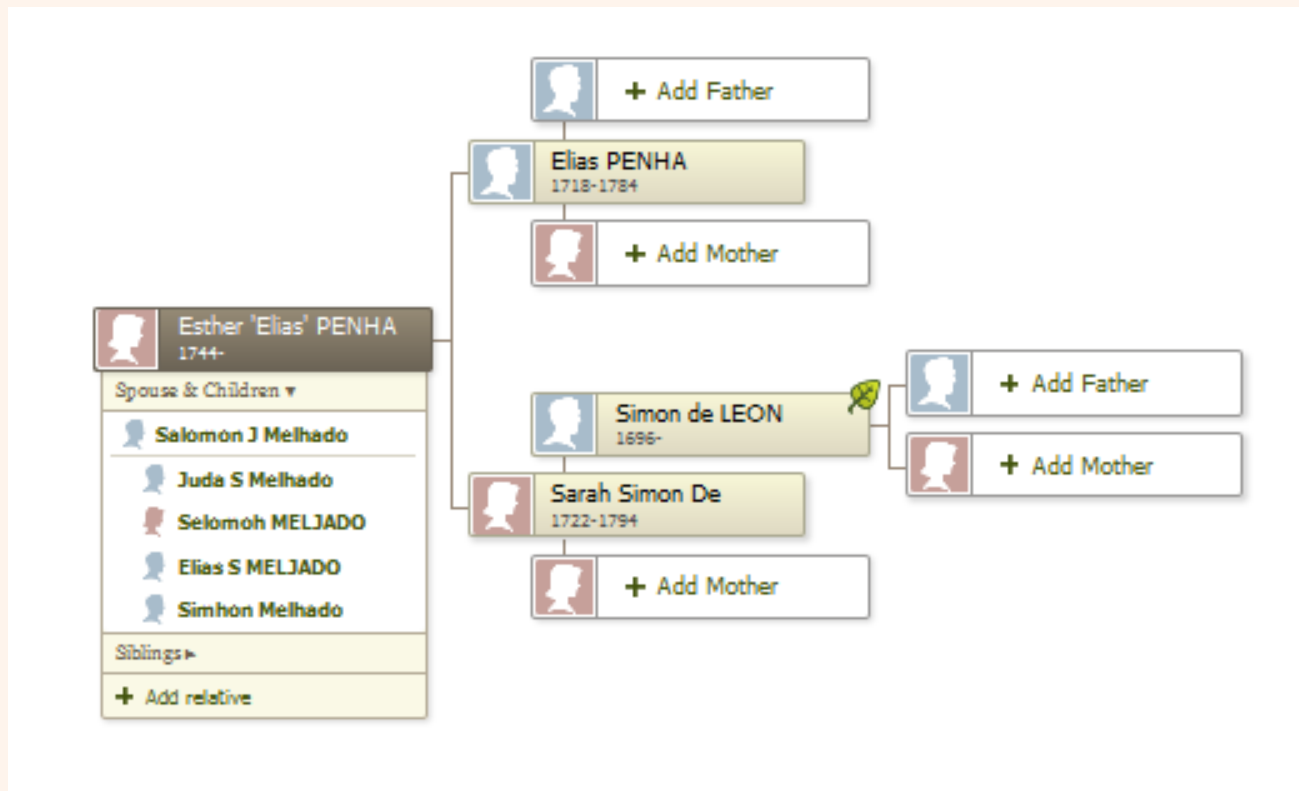 + Add Father
Elias PENHA
1718-1784
+ Add Mother
Esther 'Elias' PENHA
1744-
Spouse & Children ▾
Salomon J Melhado
Juda S Melhado
Selomoh MELJADO
Elias S MELJADO
Simhon Melhado
Siblings ▸
+ Add relative
Simon de LEON
1696-
Sarah Simon De
1722-1794
+ Add Mother
+ Add Father
+ Add Mother